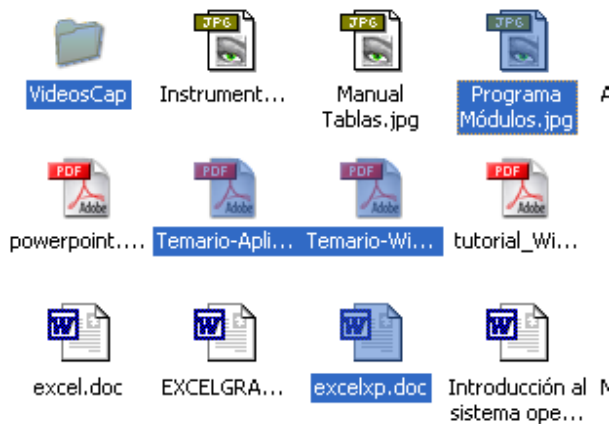 JPG JPG JPG
VideosCap Instrument... Manual Tablas.jpg Programa Módulos.jpg
PDF PDF PDF PDF
Adobe Adobe Adobe Adobe
powerpoint.... Temario-Apli... Temario-Wi... tutorial_Wi...
W W W W
excel.doc EXCELGRA... excelxp.doc Introducción al sistema ope...